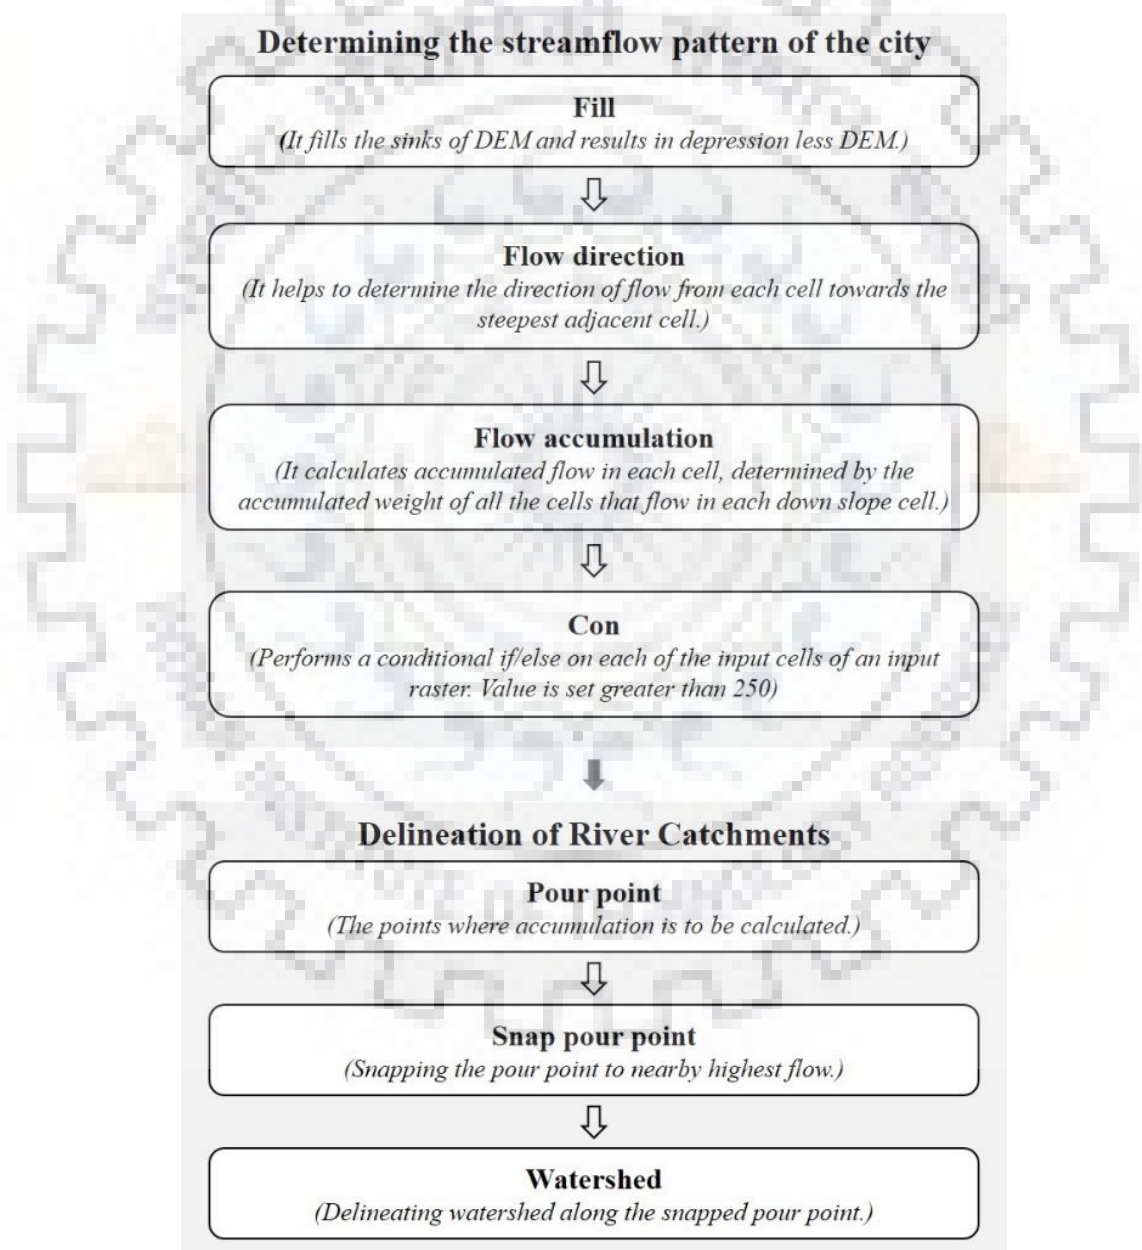 Determining the streamflow pattern of the city
Fill
(It fills the sinks of DEM and results in depression less DEM.)
Flow direction
(It helps to determine the direction of flow from each cell towards the
steepest adjacent cell.)
Flow accumulation
(It calculates accumulated flow in each cell, determined by the
accumulated weight of all the cells that flow in each down slope cell.)
Con
(Performs a conditional if/else on each of the input cells of an input
raster. Value is set greater than 250)
Delineation of River Catchments
Pour point
(The points where accumulation is to be calculated.)
Snap pour point
(Snapping the pour point to nearby highest flow.)
Watershed
(Delineating watershed along the snapped pour point.)